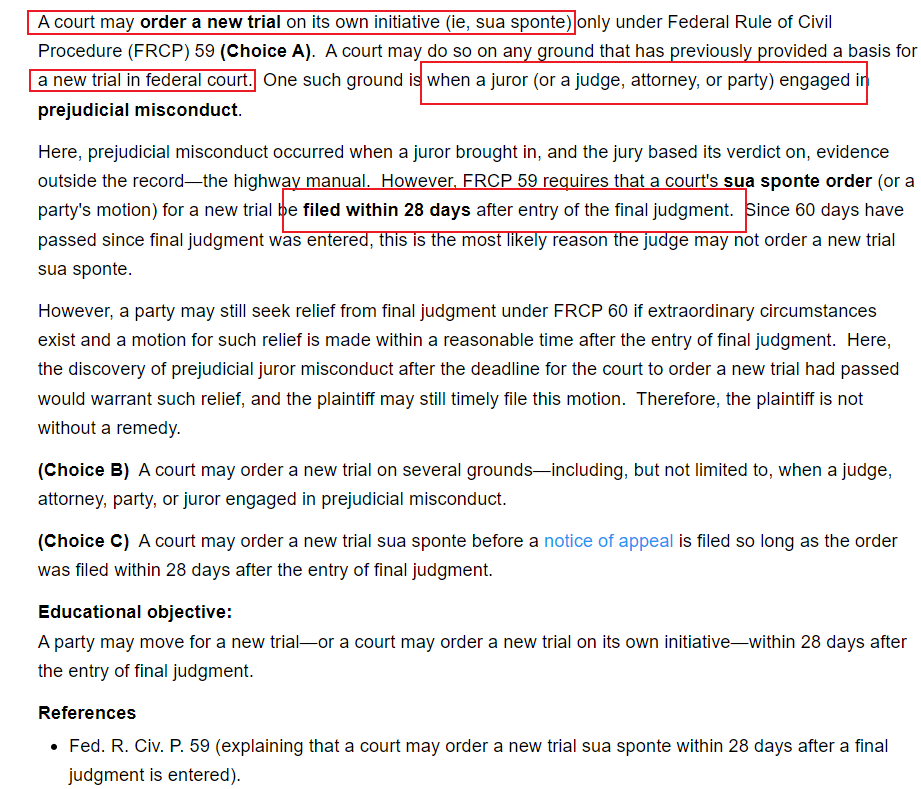 A court may order a new trial on its own initiative (ie, sua sponte) only under Federal Rule of Civil
Procedure (FRCP) 59 (Choice A).  A court may do so on any ground that has previously provided a basis for
a new trial in federal court.  One such ground is when a juror (or a judge, attorney, or party) engaged in
prejudicial misconduct.
Here, prejudicial misconduct occurred when a juror brought in, and the jury based its verdict on, evidence
outside the record—the highway manual.  However, FRCP 59 requires that a court's sua sponte order (or a
party's motion) for a new trial be filed within 28 days after entry of the final judgment.  Since 60 days have
passed since final judgment was entered, this is the most likely reason the judge may not order a new trial
sua sponte.
However, a party may still seek relief from final judgment under FRCP 60 if extraordinary circumstances
exist and a motion for such relief is made within a reasonable time after the entry of final judgment.  Here,
the discovery of prejudicial juror misconduct after the deadline for the court to order a new trial had passed
would warrant such relief, and the plaintiff may still timely file this motion.  Therefore, the plaintiff is not
without a remedy.
(Choice B)  A court may order a new trial on several grounds—including, but not limited to, when a judge,
attorney, party, or juror engaged in prejudicial misconduct.
(Choice C)  A court may order a new trial sua sponte before a notice of appeal is filed so long as the order
was filed within 28 days after the entry of final judgment.
Educational objective:
A party may move for a new trial—or a court may order a new trial on its own initiative—within 28 days after
the entry of final judgment.
References
• Fed. R. Civ. P. 59 (explaining that a court may order a new trial sua sponte within 28 days after a final
judgment is entered).